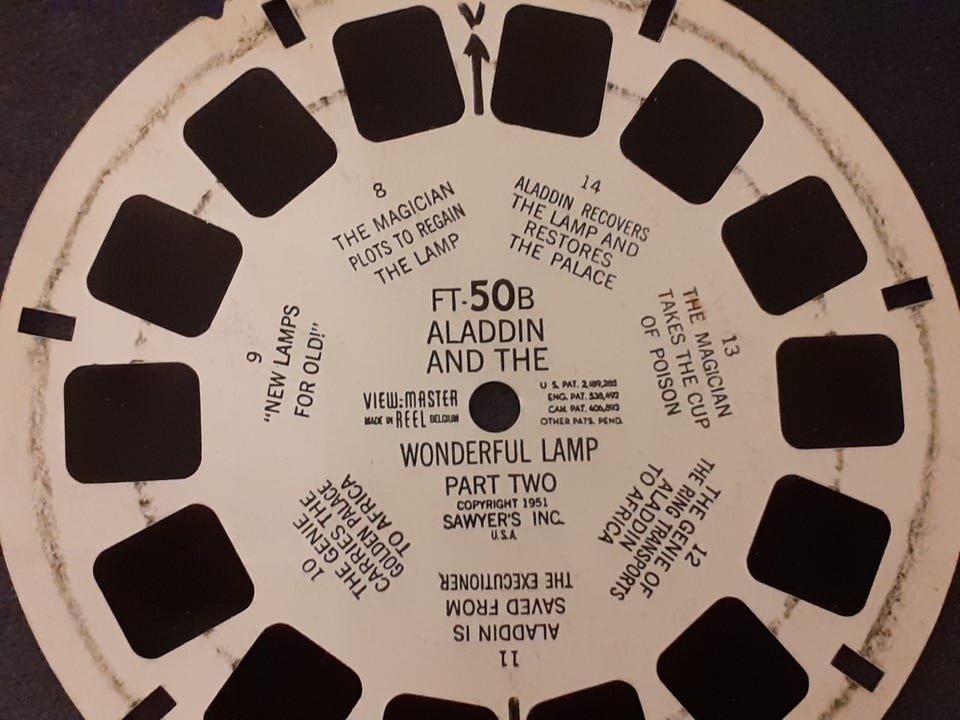 8
THE MAGICIAN
PLOTS TO REGAIN
THE LAMP
14
ALADDIN RECOVERS
THE LAMP AND
RESTORES
THE PALACE
FT-50B
ALADDIN
AND THE
9
"NEW LAMPS
FOR OLD!"
13
THE MAGICIAN
TAKES THE CUP
OF POISON
VIEW-MASTER
MADE IN REEL BELGIUM
U S. PAT. 2,189,285
ENG. PAT. 538,492
CAN. PAT. 406,893
OTHER PATS. PEND.
WONDERFUL LAMP
PART TWO
COPYRIGHT 1951
SAWYER'S INC.
U.S.A.
10
THE GENIE
CARRIES THE
GOLDEN PALACE
TO AFRICA
12
THE GENIE OF
THE RING TRANSPORTS
ALADDIN
TO AFRICA
11
ALADDIN IS
SAVED FROM
THE EXECUTIONER